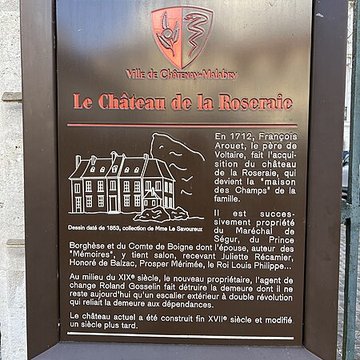 Ville de Châtenay-Malabry
Le Château de la Roseraie
En 1712, François
Arouet, le père de
Voltaire, fait l'acqui-
sition du château
de la Roseraie, qui
devient la "maison
des Champs" de la
famille.
Il est succes-
sivement propriété
du Maréchal de
Ségur, du Prince
Dessin daté de 1853, collection de Mme Le Savoureux
Borghèse et du Comte de Boigne dont l'épouse, auteur des
"Mémoires", y tient salon, recevant Juliette Récamier,
Honoré de Balzac, Prosper Mérimée, le Roi Louis Philippe...
Au milieu du XIXe siècle, le nouveau propriétaire, l'agent de
change Roland Gosselin fait détruire la demeure dont il ne
reste aujourd'hui qu'un escalier extérieur à double révolution
qui reliait la demeure aux dépendances.
Le château actuel a été construit fin XVIIe siècle et modifié
un siècle plus tard.